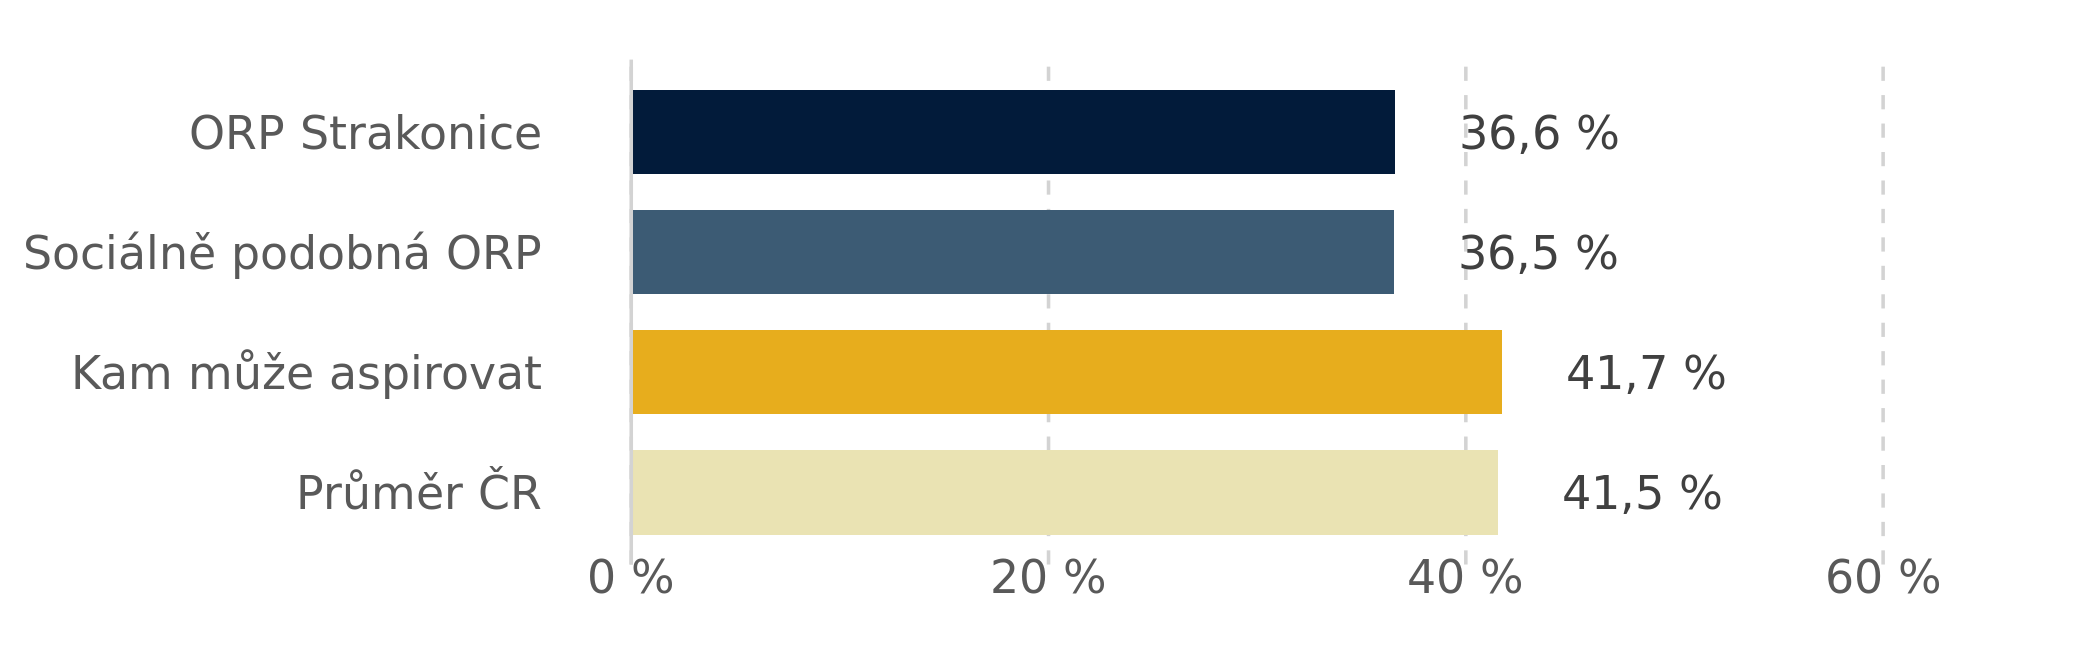 ORP Strakonice 36,6 %
Sociálně podobná ORP 36,5 %
Kam může aspirovat 41,7 %
Průměr ČR 41,5 %
0 % 20 % 40 % 60 %